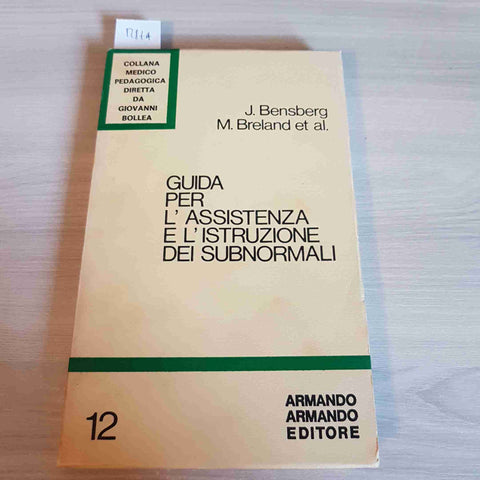 COLLANA
MEDICO
PEDAGOGICA
DIRETTA
DA
GIOVANNI
BOLLEA
J. Bensberg
M. Breland et al.
GUIDA
PER
L' ASSISTENZA
E L'ISTRUZIONE
DEI SUBNORMALI
12
ARMANDO
ARMANDO
EDITORE